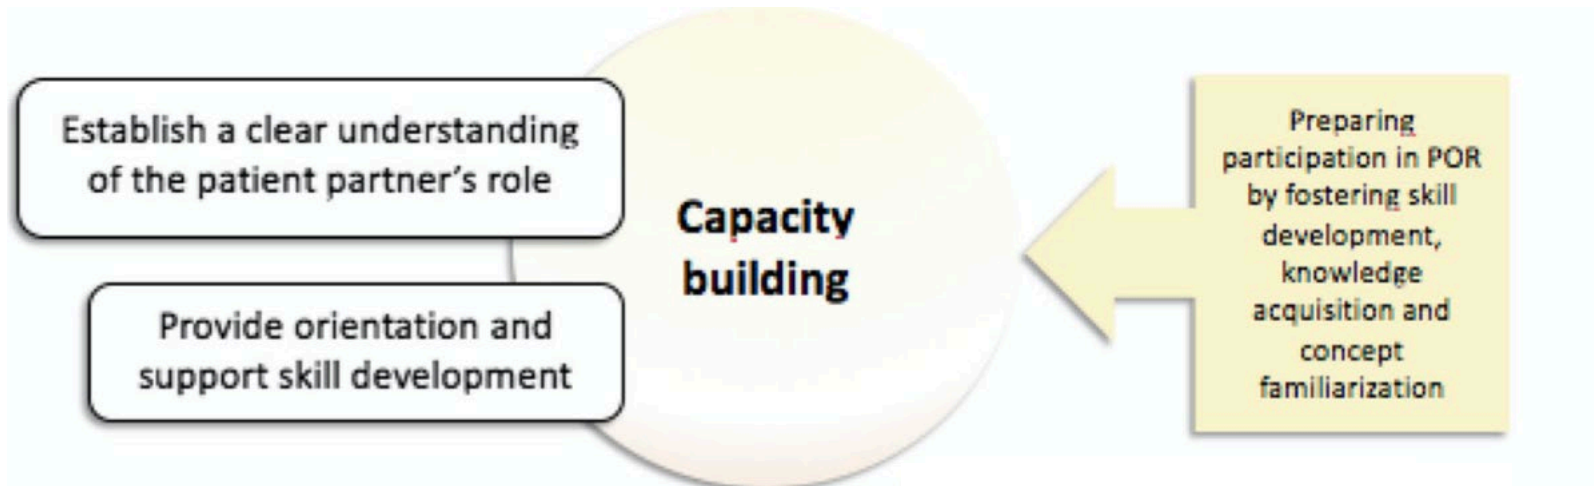 Establish a clear understanding
of the patient partner’s role
Provide orientation and
support skill development
Capacity
building
Preparing
participation in POR
by fostering skill
development,
knowledge
acquisition and
concept
familiarization